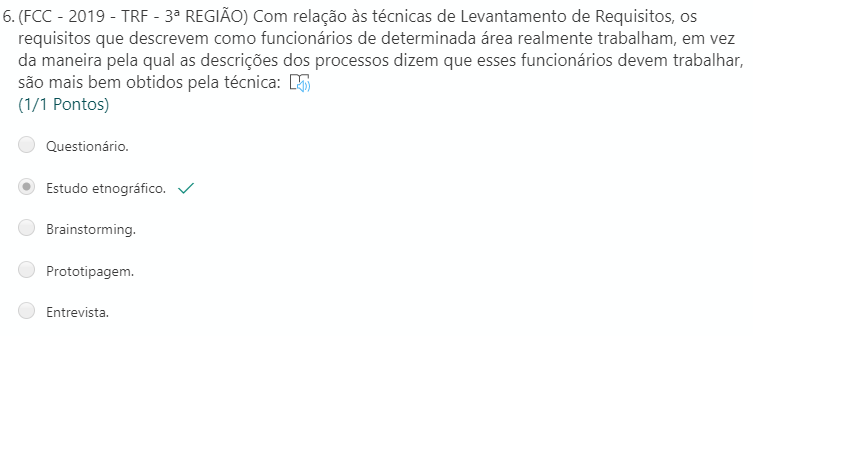 6. (FCC - 2019 - TRF - 3ª REGIÃO) Com relação às técnicas de Levantamento de Requisitos, os
requisitos que descrevem como funcionários de determinada área realmente trabalham, em vez
da maneira pela qual as descrições dos processos dizem que esses funcionários devem trabalhar,
são mais bem obtidos pela técnica:
(1/1 Pontos)
Questionário.
Estudo etnográfico.
Brainstorming.
Prototipagem.
Entrevista.